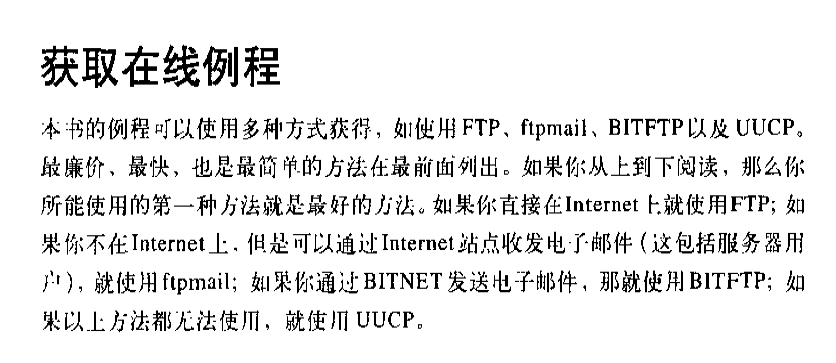 获取在线例程
本书的例程可以使用多种方式获得，如使用FTP、ftpmail、BITFTP以及UUCP。
最廉价、最快，也是最简单的方法在最前面列出。如果你从上到下阅读，那么你
所能使用的第一种方法就是最好的方法。如果你直接在Internet上就使用FTP；如
果你不在Internet上，但是可以通过Internet站点收发电子邮件（这包括服务器用
户），就使用ftpmail；如果你通过BITNET发送电子邮件，那就使用BITFTP；如
果以上方法都无法使用，就使用UUCP。